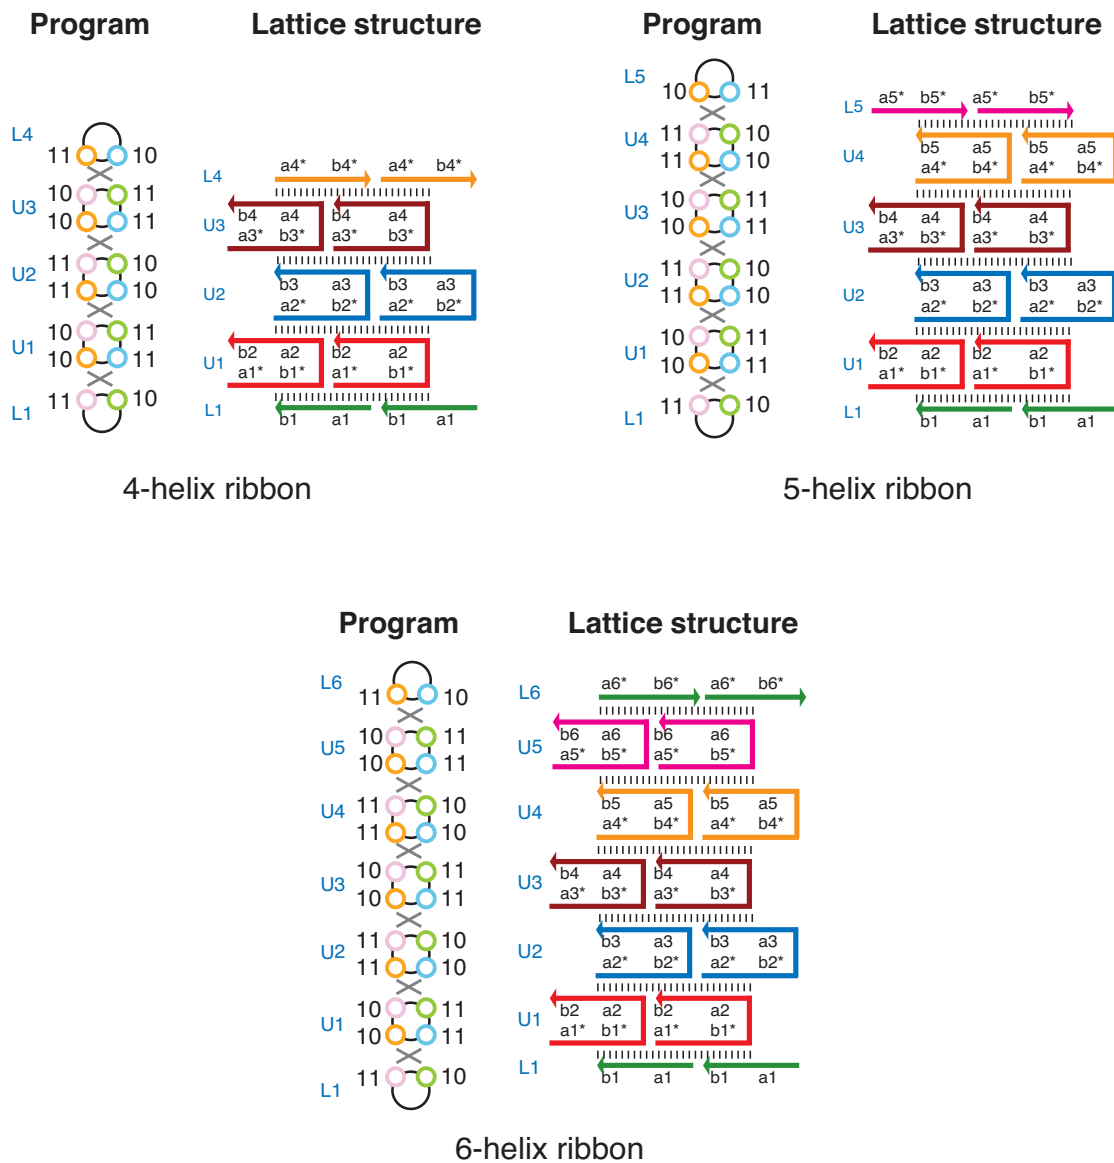 Program Lattice structure
L4
11 10
10 11
U3
10 11
11 10
U2
11 10
10 11
U1
10 11
11 10
L1
a4* b4* a4* b4*
L4
b4 a4 b4 a4
U3
a3* b3* a3* b3*
b3 a3 b3 a3
U2
a2* b2* a2* b2*
b2 a2 b2 a2
U1
a1* b1* a1* b1*
L1
b1 a1 b1 a1
4-helix ribbon
Program Lattice structure
L5
10 11
11 10
U4
11 10
10 11
U3
10 11
11 10
U2
11 10
10 11
U1
10 11
11 10
L1
a5* b5* a5* b5*
L5
b5 a5 b5 a5
U4
a4* b4* a4* b4*
b4 a4 b4 a4
U3
a3* b3* a3* b3*
b3 a3 b3 a3
U2
a2* b2* a2* b2*
b2 a2 b2 a2
U1
a1* b1* a1* b1*
L1
b1 a1 b1 a1
5-helix ribbon
Program Lattice structure
L6
11 10
10 11
U5
10 11
11 10
U4
11 10
10 11
U3
10 11
11 10
U2
11 10
10 11
U1
10 11
11 10
L1
a6* b6* a6* b6*
L6
b6 a6 b6 a6
U5
a5* b5* a5* b5*
b5 a5 b5 a5
U4
a4* b4* a4* b4*
b4 a4 b4 a4
U3
a3* b3* a3* b3*
b3 a3 b3 a3
U2
a2* b2* a2* b2*
b2 a2 b2 a2
U1
a1* b1* a1* b1*
L1
b1 a1 b1 a1
6-helix ribbon